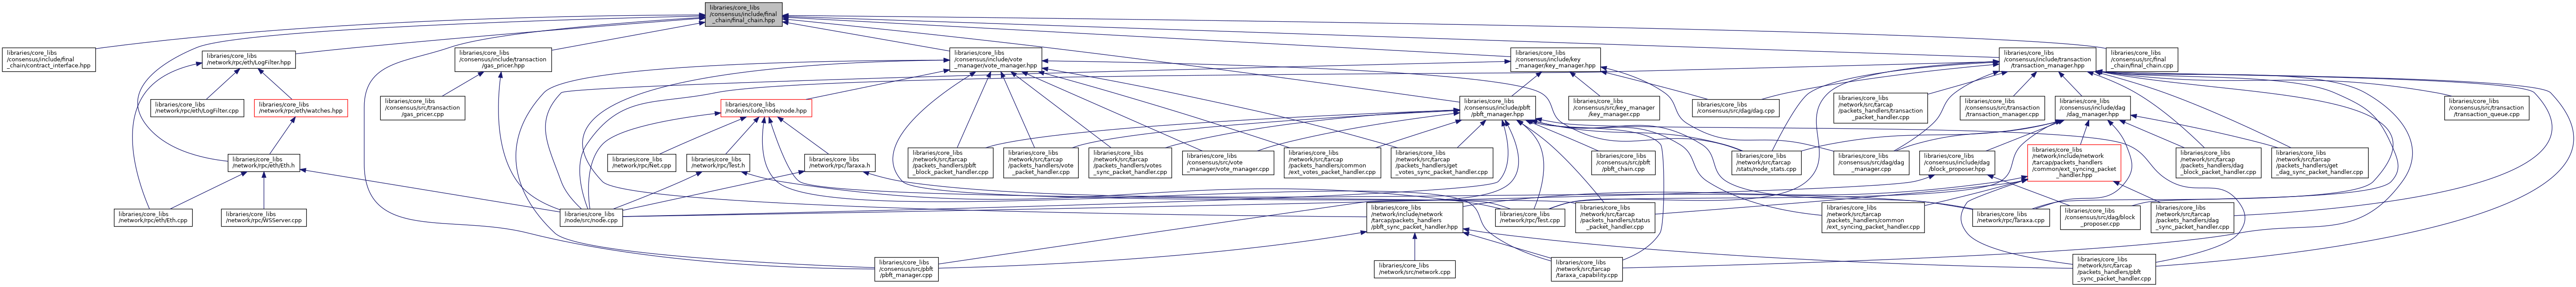 libraries/core_libs
/consensus/include/final
_chain/final_chain.hpp
libraries/core_libs
/consensus/include/final
_chain/contract_interface.hpp
libraries/core_libs
/network/rpc/eth/LogFilter.hpp
libraries/core_libs
/consensus/include/transaction
/gas_pricer.hpp
libraries/core_libs
/consensus/include/vote
_manager/vote_manager.hpp
libraries/core_libs
/consensus/include/key
_manager/key_manager.hpp
libraries/core_libs
/consensus/include/transaction
/transaction_manager.hpp
libraries/core_libs
/consensus/src/final
_chain/final_chain.cpp
libraries/core_libs
/network/rpc/eth/LogFilter.cpp
libraries/core_libs
/network/rpc/eth/watches.hpp
libraries/core_libs
/consensus/src/transaction
/gas_pricer.cpp
libraries/core_libs
/node/include/node/node.hpp
libraries/core_libs
/consensus/include/pbft
/pbft_manager.hpp
libraries/core_libs
/consensus/src/key_manager
/key_manager.cpp
libraries/core_libs
/consensus/src/dag/dag.cpp
libraries/core_libs
/network/src/tarcap
/packets_handlers/transaction
_packet_handler.cpp
libraries/core_libs
/consensus/src/transaction
/transaction_manager.cpp
libraries/core_libs
/consensus/include/dag
/dag_manager.hpp
libraries/core_libs
/consensus/src/transaction
/transaction_queue.cpp
libraries/core_libs
/network/rpc/eth/Eth.h
libraries/core_libs
/network/rpc/Net.cpp
libraries/core_libs
/network/rpc/Test.h
libraries/core_libs
/network/rpc/Taraxa.h
libraries/core_libs
/network/src/tarcap
/packets_handlers/pbft
_block_packet_handler.cpp
libraries/core_libs
/network/src/tarcap
/packets_handlers/vote
_packet_handler.cpp
libraries/core_libs
/network/src/tarcap
/packets_handlers/votes
_sync_packet_handler.cpp
libraries/core_libs
/consensus/src/vote
_manager/vote_manager.cpp
libraries/core_libs
/network/src/tarcap
/packets_handlers/common
/ext_votes_packet_handler.cpp
libraries/core_libs
/network/src/tarcap
/packets_handlers/get
_votes_sync_packet_handler.cpp
libraries/core_libs
/consensus/src/pbft
/pbft_chain.cpp
libraries/core_libs
/network/src/tarcap
/stats/node_stats.cpp
libraries/core_libs
/consensus/src/dag/dag
_manager.cpp
libraries/core_libs
/consensus/include/dag
/block_proposer.hpp
libraries/core_libs
/network/include/network
/tarcap/packets_handlers
/common/ext_syncing_packet
_handler.hpp
libraries/core_libs
/network/src/tarcap
/packets_handlers/dag
_block_packet_handler.cpp
libraries/core_libs
/network/src/tarcap
/packets_handlers/get
_dag_sync_packet_handler.cpp
libraries/core_libs
/network/rpc/eth/Eth.cpp
libraries/core_libs
/network/rpc/WSServer.cpp
libraries/core_libs
/node/src/node.cpp
libraries/core_libs
/network/include/network
/tarcap/packets_handlers
/pbft_sync_packet_handler.hpp
libraries/core_libs
/network/rpc/Test.cpp
libraries/core_libs
/network/src/tarcap
/packets_handlers/status
_packet_handler.cpp
libraries/core_libs
/network/src/tarcap
/packets_handlers/common
/ext_syncing_packet_handler.cpp
libraries/core_libs
/network/rpc/Taraxa.cpp
libraries/core_libs
/consensus/src/dag/block
_proposer.cpp
libraries/core_libs
/network/src/tarcap
/packets_handlers/dag
_sync_packet_handler.cpp
libraries/core_libs
/consensus/src/pbft
/pbft_manager.cpp
libraries/core_libs
/network/src/network.cpp
libraries/core_libs
/network/src/tarcap
/taraxa_capability.cpp
libraries/core_libs
/network/src/tarcap
/packets_handlers/pbft
_sync_packet_handler.cpp